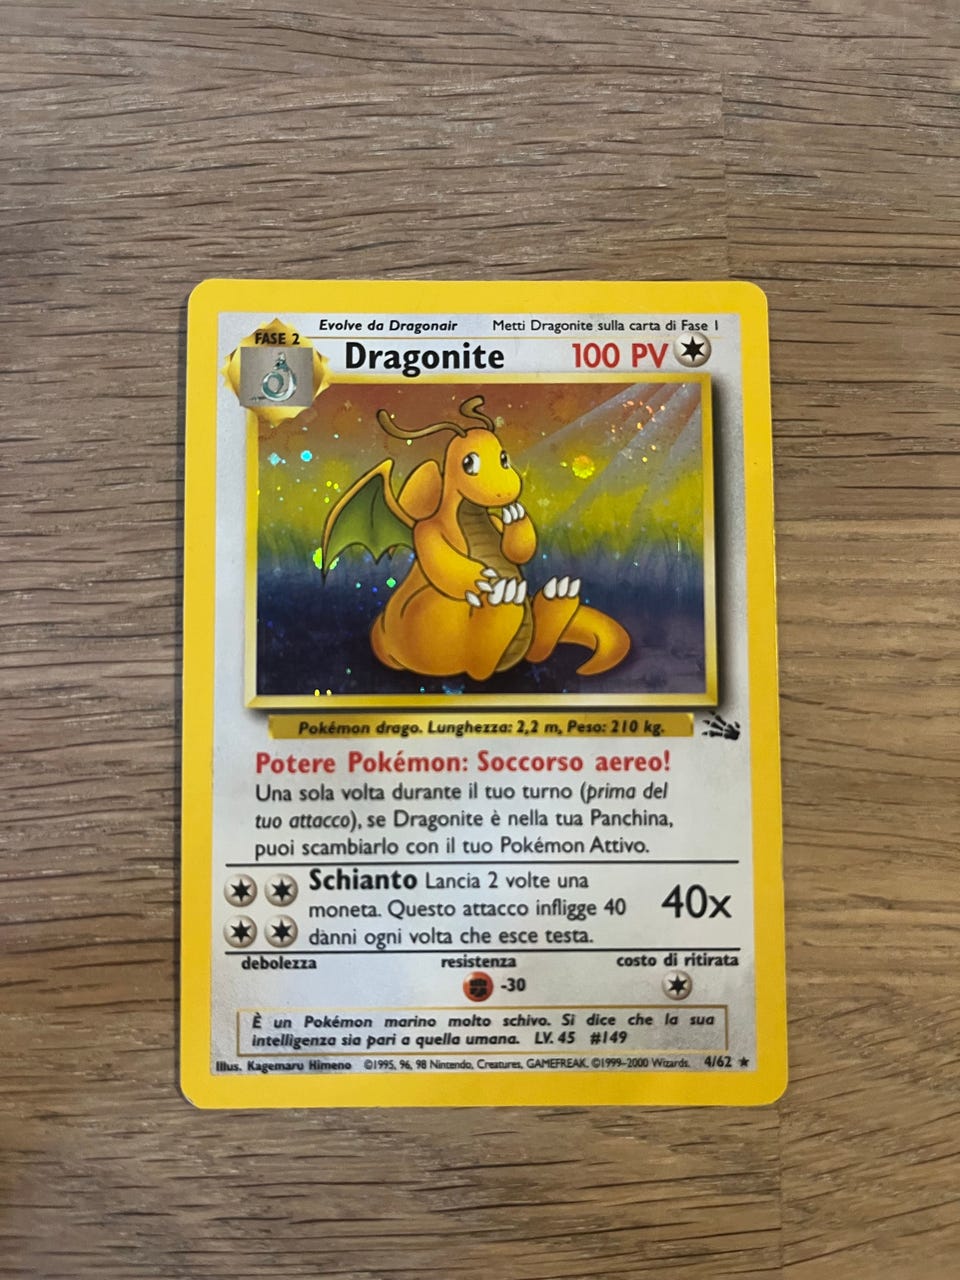 Evolve da Dragonair Metti Dragonite sulla carta di Fase 1
FASE 2
Dragonite 100 PV
Pokémon drago. Lunghezza: 2,2 m, Peso: 210 kg.
Potere Pokémon: Soccorso aereo!
Una sola volta durante il tuo turno (prima del
tuo attacco), se Dragonite è nella tua Panchina,
puoi scambiarlo con il tuo Pokémon Attivo.
Schianto Lancia 2 volte una
moneta. Questo attacco infligge 40 40x
danni ogni volta che esce testa.
debolezza resistenza costo di ritirata
-30
È un Pokémon marino molto schivo. Si dice che la sua
intelligenza sia pari a quella umana. LV. 45 #149
Illus. Kagemaru Himeno ©1995, 96, 98 Nintendo, Creatures, GAMEFREAK. ©1999-2000 Wizards. 4/62 ★